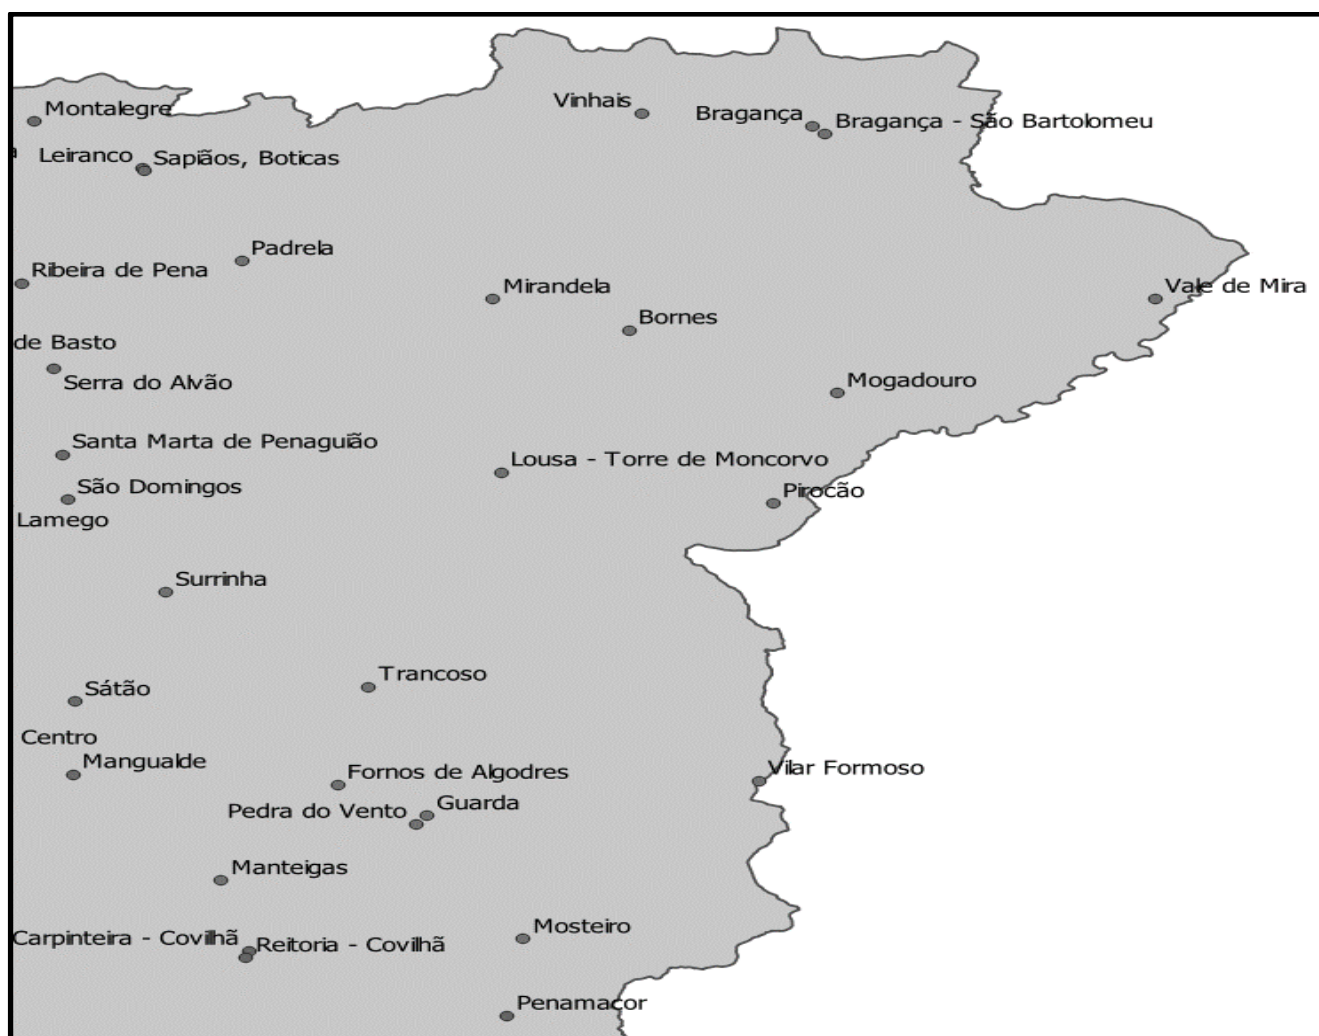 Vinhais
Montalegre
Bragança
Bragança - São Bartolomeu
Leiranco
Sapiãos, Boticas
Padrela
Ribeira de Pena
Mirandela
Vale de Mira
Bornes
de Basto
Serra do Alvão
Mogadouro
Santa Marta de Penaguião
Lousa - Torre de Moncorvo
São Domingos
Pirocão
Lamego
Surrinha
Trancoso
Sátão
Centro
Mangualde
Fornos de Algodres
Vilar Formoso
Guarda
Pedra do Vento
Manteigas
Mosteiro
Carpinteira - Covilhã
Reitoria - Covilhã
Penamacor